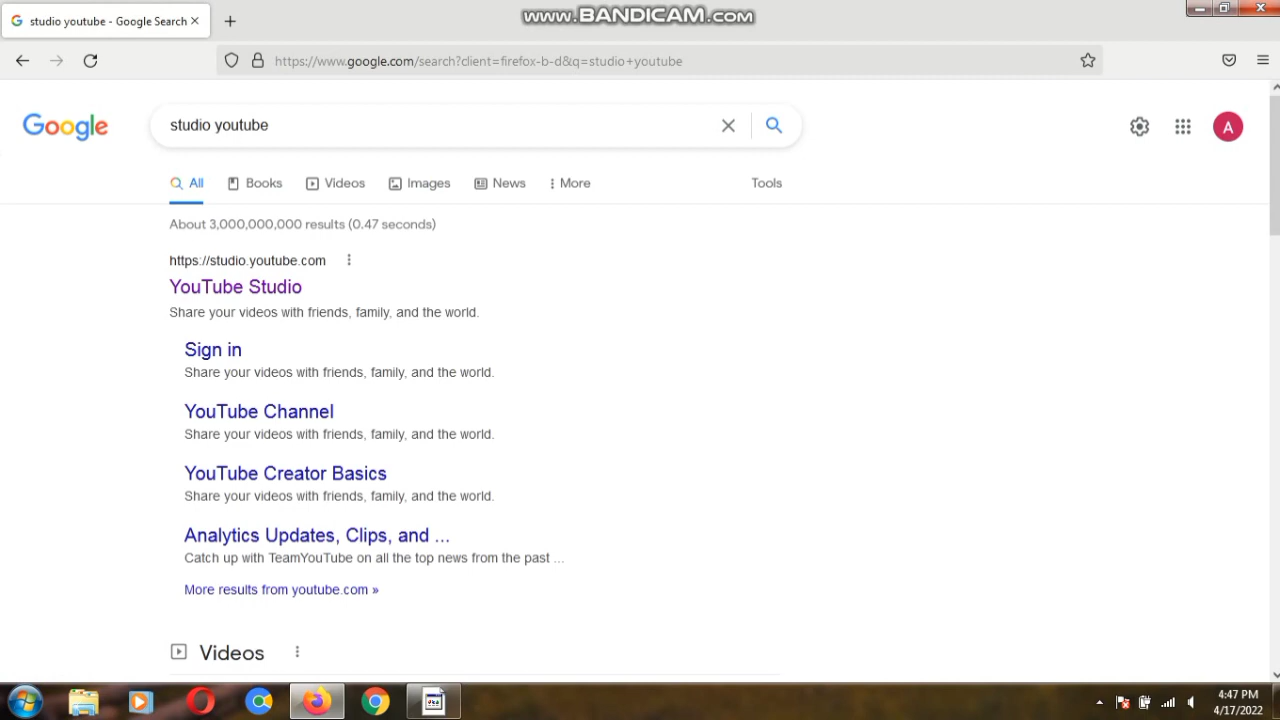 www.BANDICAM.com
studio youtube - Google Search
https://www.google.com/search?client=firefox-b-d&q=studio+youtube
Google
studio youtube
A
All
Books
Videos
Images
News
More
Tools
About 3,000,000,000 results (0.47 seconds)
https://studio.youtube.com
YouTube Studio
Share your videos with friends, family, and the world.
Sign in
Share your videos with friends, family, and the world.
YouTube Channel
Share your videos with friends, family, and the world.
YouTube Creator Basics
Share your videos with friends, family, and the world.
Analytics Updates, Clips, and ...
Catch up with TeamYouTube on all the top news from the past ...
More results from youtube.com »
Videos
4:47 PM
4/17/2022